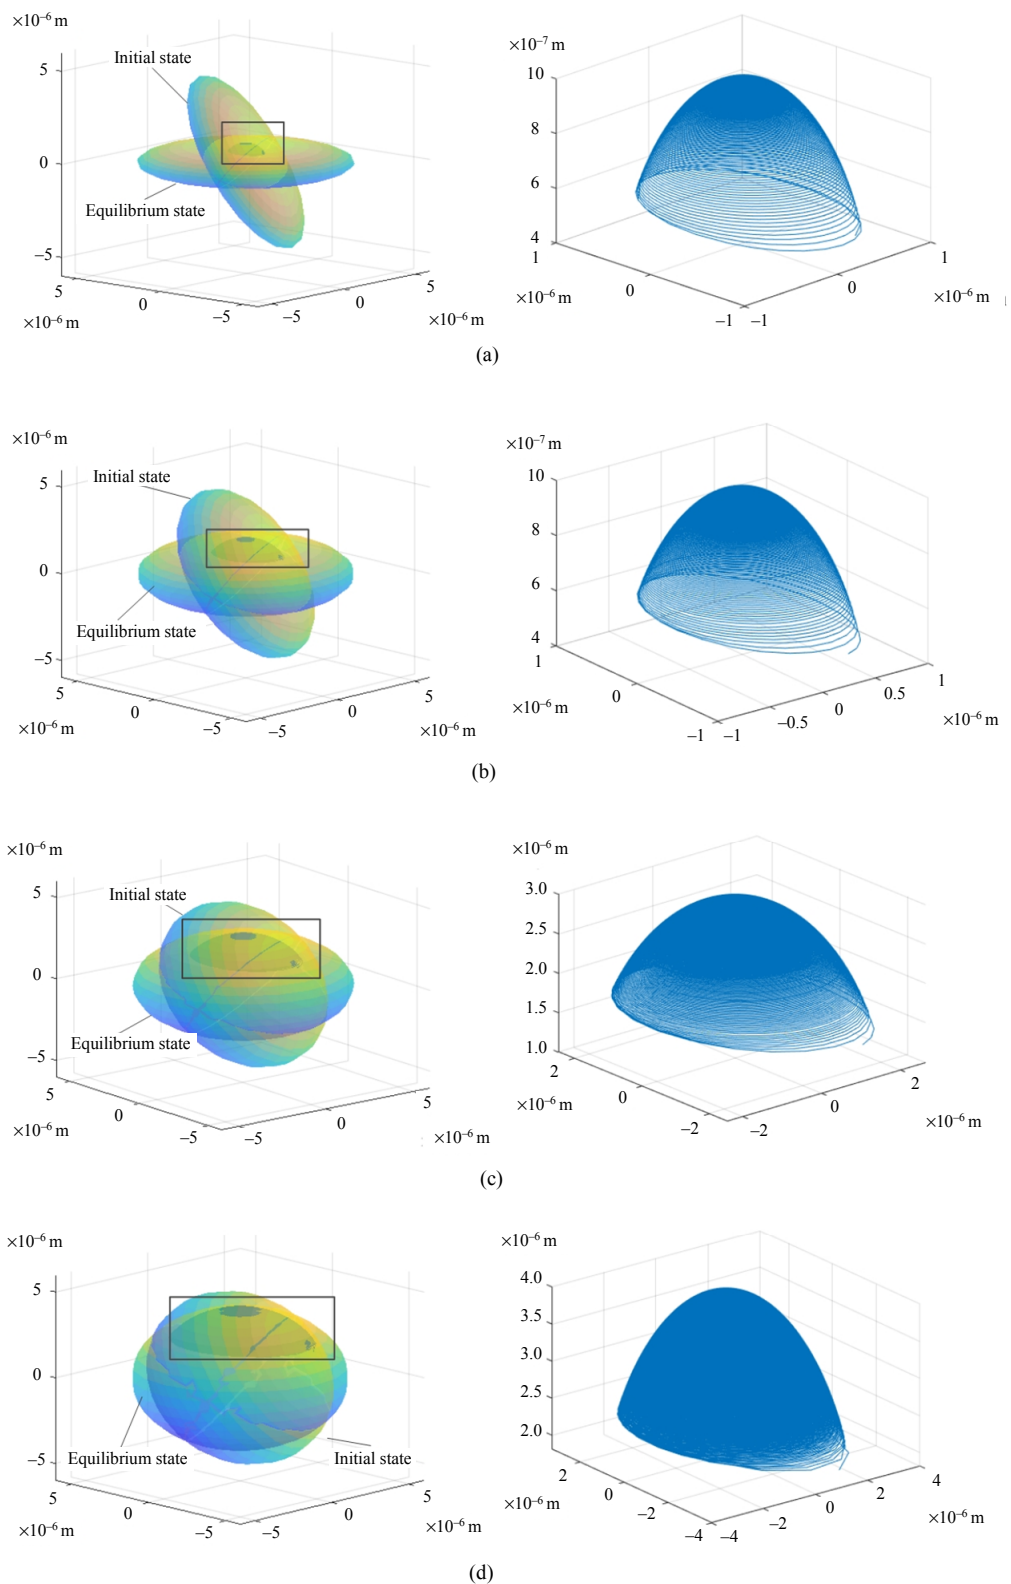 ×10⁻⁶ m
Initial state
5
0
Equilibrium state
−5
5
0
−5
−5
0
5
×10⁻⁶ m
×10⁻⁶ m
×10⁻⁷ m
10
8
6
4
1
0
−1
−1
0
1
×10⁻⁶ m
×10⁻⁶ m
(a)
×10⁻⁶ m
Initial state
5
0
Equilibrium state
−5
5
0
−5
−5
0
5
×10⁻⁶ m
×10⁻⁶ m
×10⁻⁷ m
10
8
6
4
1
0
−1
−1
−0.5
0
0.5
1
×10⁻⁶ m
×10⁻⁶ m
(b)
×10⁻⁶ m
Initial state
5
0
Equilibrium state
−5
5
0
−5
−5
0
5
×10⁻⁶ m
×10⁻⁶ m
×10⁻⁶ m
3.0
2.5
2.0
1.5
1.0
2
0
−2
−2
0
2
×10⁻⁶ m
×10⁻⁶ m
(c)
×10⁻⁶ m
5
0
Equilibrium state
Initial state
−5
5
0
−5
−5
0
5
×10⁻⁶ m
×10⁻⁶ m
×10⁻⁶ m
4.0
3.5
3.0
2.5
2.0
2
0
−2
−4
−4
−2
0
2
4
×10⁻⁶ m
×10⁻⁶ m
(d)